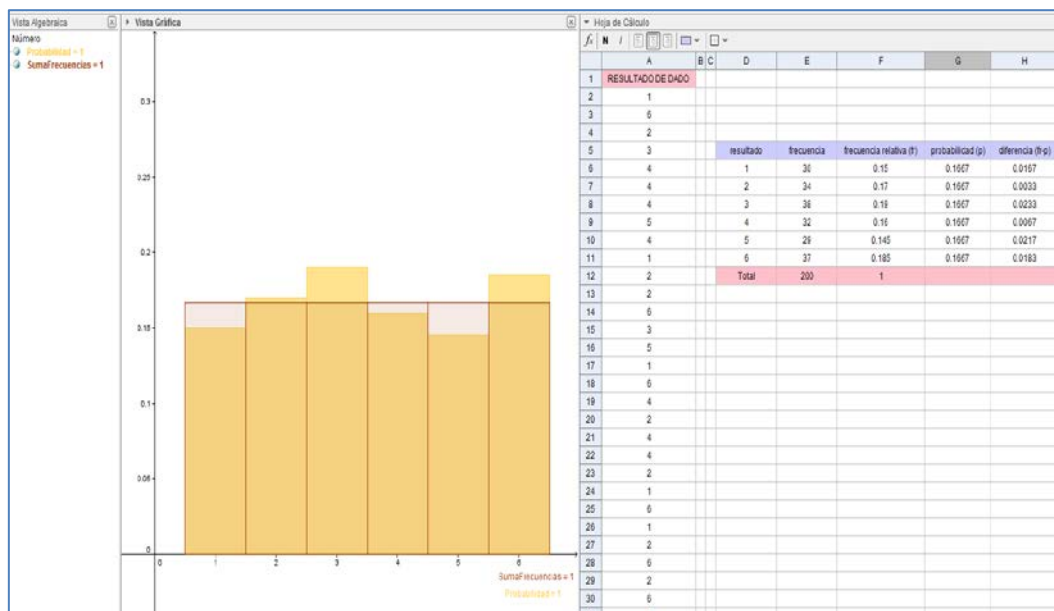 Vista Algebraica
Número
Probabilidad = 1
SumaFrecuencias = 1
Vista Gráfica
0.3
0.25
0.2
0.15
0.1
0.05
0
0 1 2 3 4 5 6
SumaFrecuencias = 1
Probabilidad = 1
Hoja de Cálculo
fx N I
A B C D E F G H
1 RESULTADO DE DADO
2 1
3 6
4 2
5 3 resultado frecuencia frecuencia relativa (fr) probabilicad (p) diferencia (fr-p)
6 4 1 30 0.15 0.1667 0.0167
7 4 2 34 0.17 0.1667 0.0033
8 4 3 38 0.19 0.1667 0.0233
9 5 4 32 0.16 0.1667 0.0067
10 4 5 29 0.145 0.1667 0.0217
11 1 6 37 0.185 0.1667 0.0183
12 2 Total 200 1
13 2
14 6
15 3
16 5
17 1
18 6
19 4
20 2
21 4
22 4
23 2
24 1
25 6
26 1
27 2
28 6
29 2
30 6